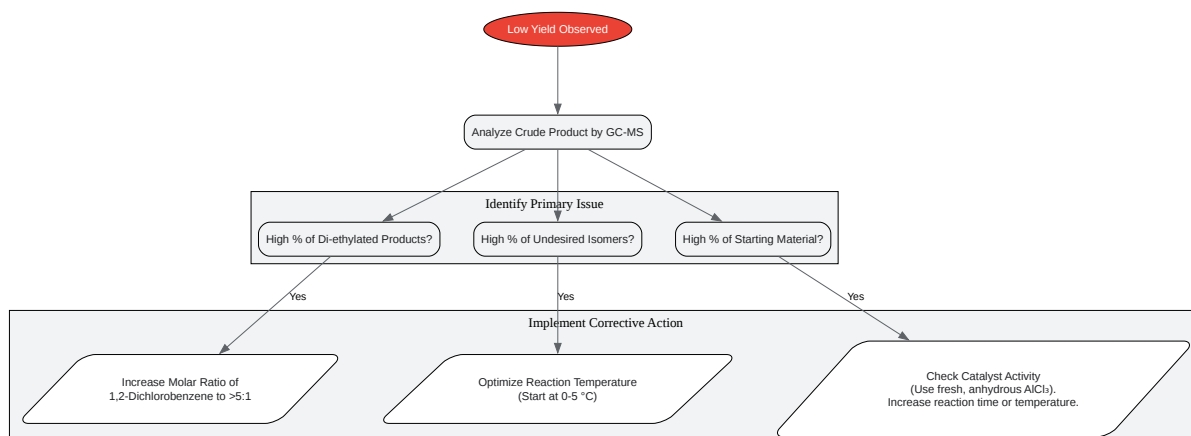 Low Yield Observed
Analyze Crude Product by GC-MS
Identify Primary Issue
High % of Di-ethylated Products?
High % of Undesired Isomers?
High % of Starting Material?
Yes
Yes
Yes
Implement Corrective Action
Increase Molar Ratio of
1,2-Dichlorobenzene to >5:1
Optimize Reaction Temperature
(Start at 0-5 °C)
Check Catalyst Activity
(Use fresh, anhydrous AlCl₃).
Increase reaction time or temperature.